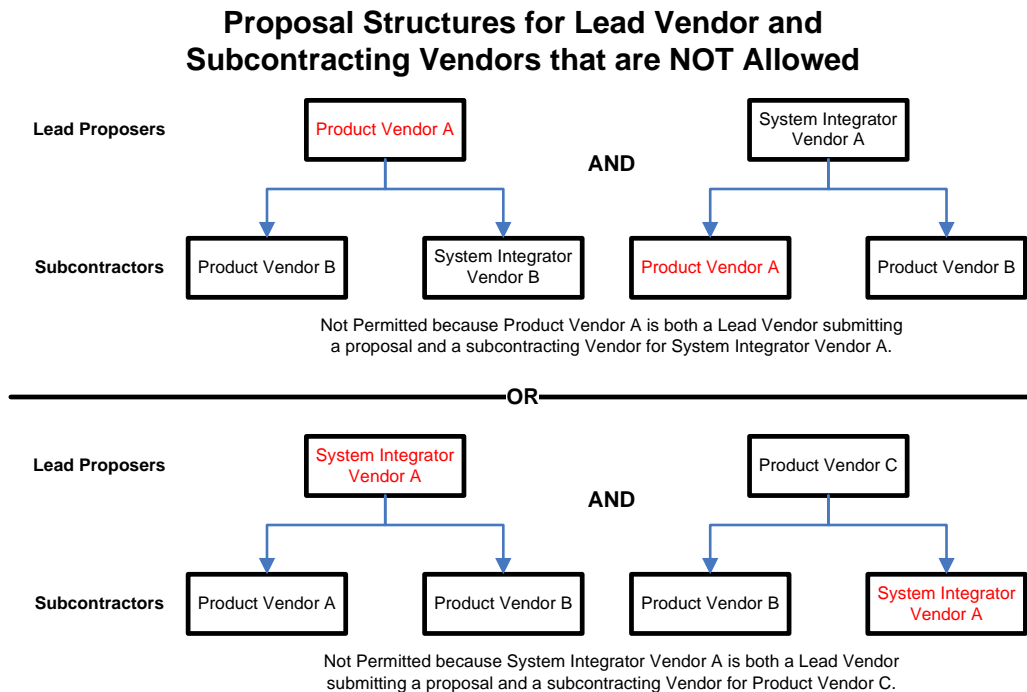 Proposal Structures for Lead Vendor and
Subcontracting Vendors that are NOT Allowed
Lead Proposers
Product Vendor A
AND
System Integrator
Vendor A
Subcontractors
Product Vendor B
System Integrator
Vendor B
Product Vendor A
Product Vendor B
Not Permitted because Product Vendor A is both a Lead Vendor submitting
a proposal and a subcontracting Vendor for System Integrator Vendor A.
OR
Lead Proposers
System Integrator
Vendor A
AND
Product Vendor C
Subcontractors
Product Vendor A
Product Vendor B
Product Vendor B
System Integrator
Vendor A
Not Permitted because System Integrator Vendor A is both a Lead Vendor
submitting a proposal and a subcontracting Vendor for Product Vendor C.